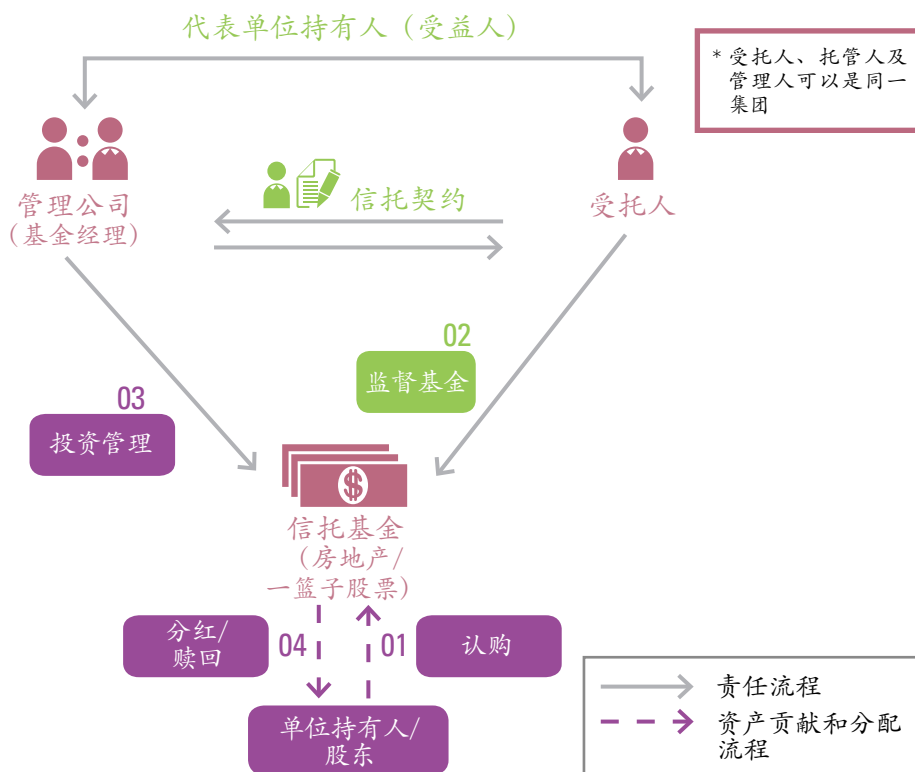 代表单位持有人（受益人）
* 受托人、托管人及
管理人可以是同一
集团
管理公司
（基金经理）
信托契约
受托人
02
监督基金
03
投资管理
$
信托基金
（房地产/
一篮子股票）
分红/
赎回
04
01
认购
单位持有人/
股东
责任流程
资产贡献和分配
流程